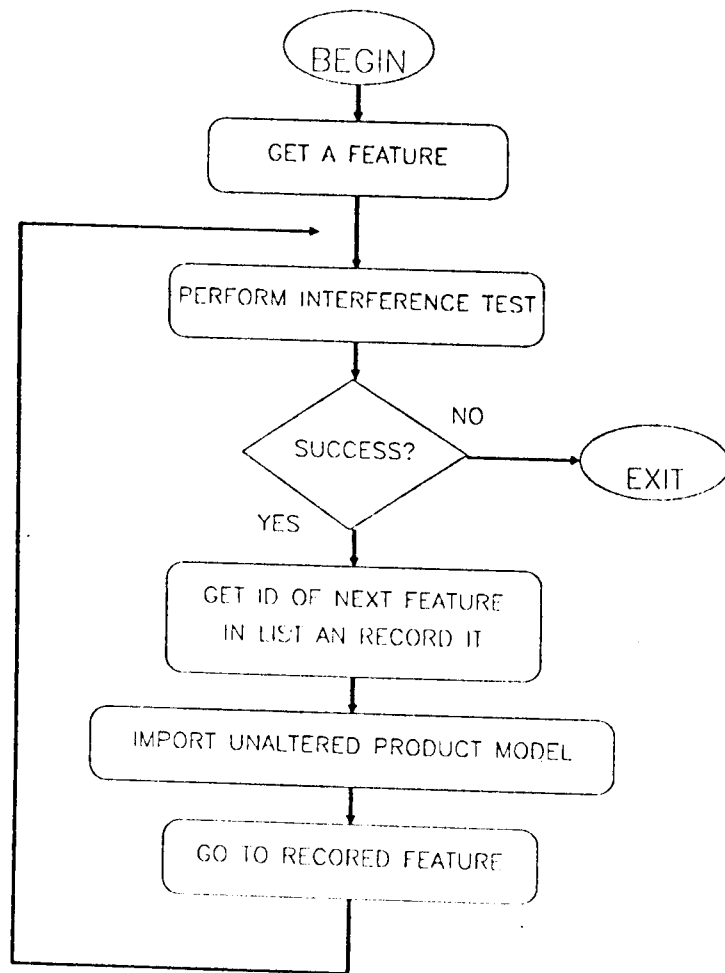 BEGIN
GET A FEATURE
PERFORM INTERFERENCE TEST
SUCCESS?
NO
EXIT
YES
GET ID OF NEXT FEATURE
IN LIST AN RECORD IT
IMPORT UNALTERED PRODUCT MODEL
GO TO RECORED FEATURE